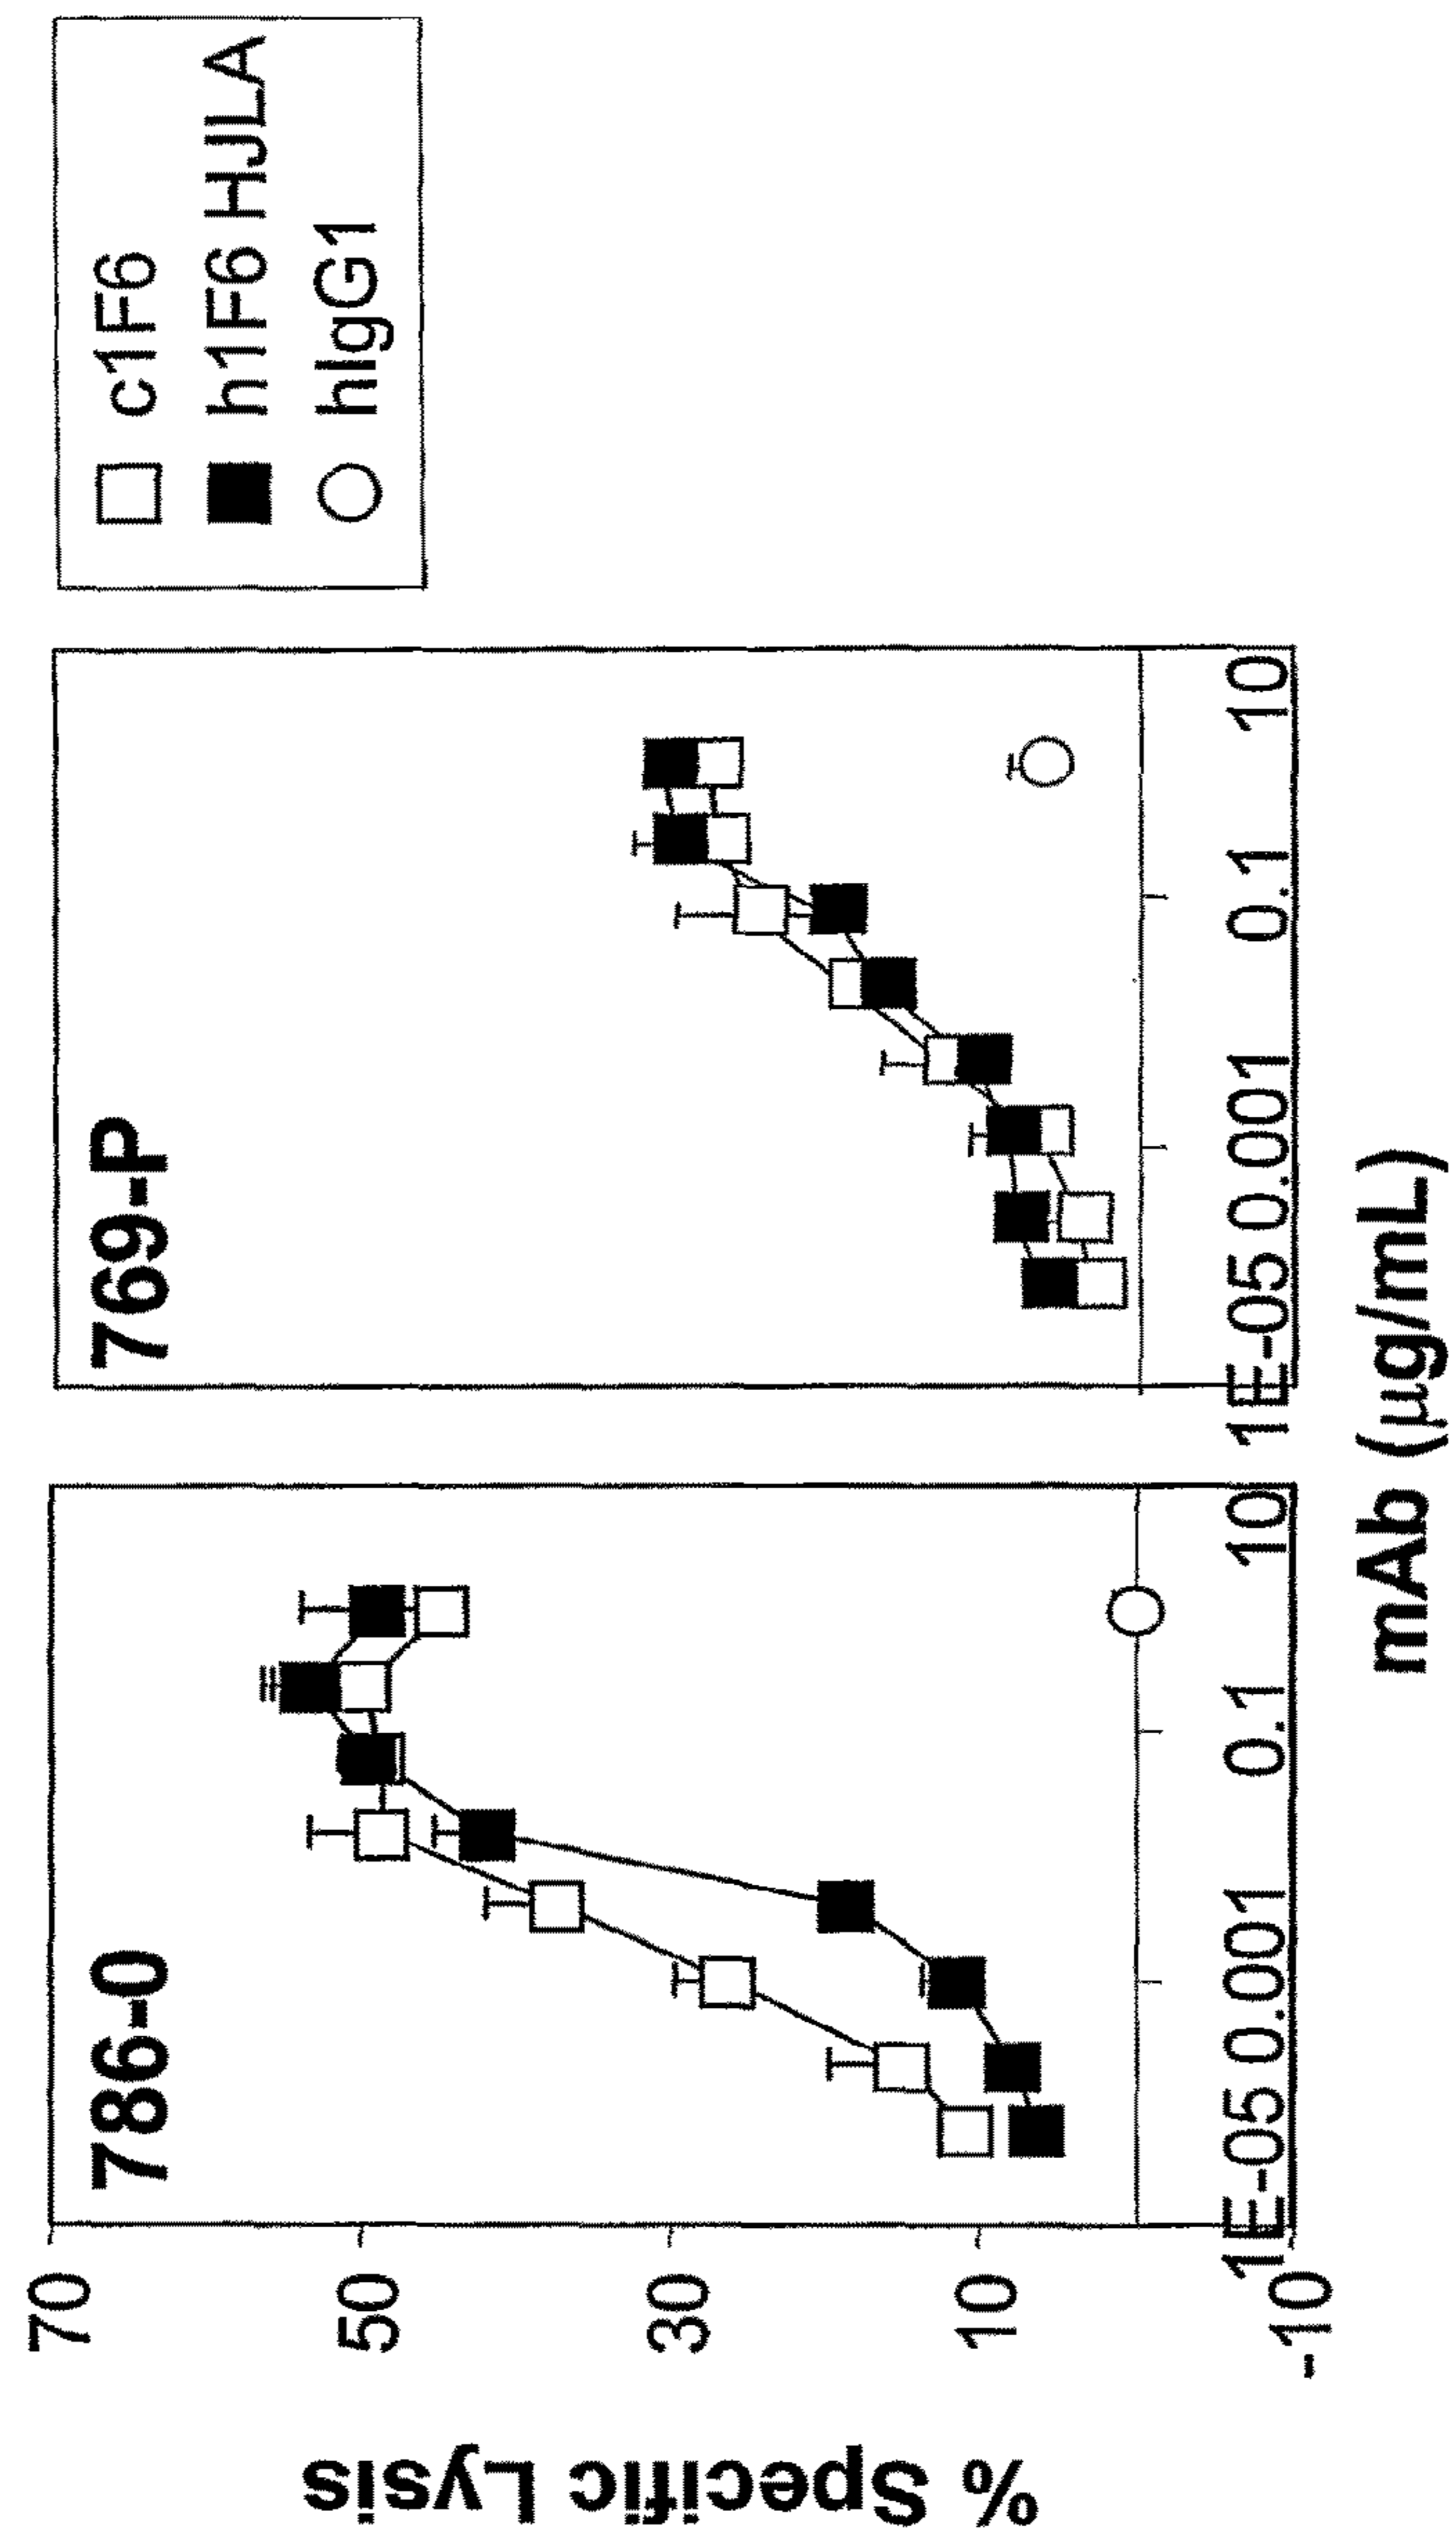 % Specific Lysis
70
50
30
10
-10
786-O
1E-05 0.001 0.1 10
769-P
1E-05 0.001 0.1 10
mAb (µg/mL)
c1F6
h1F6 HJLA
hIgG1